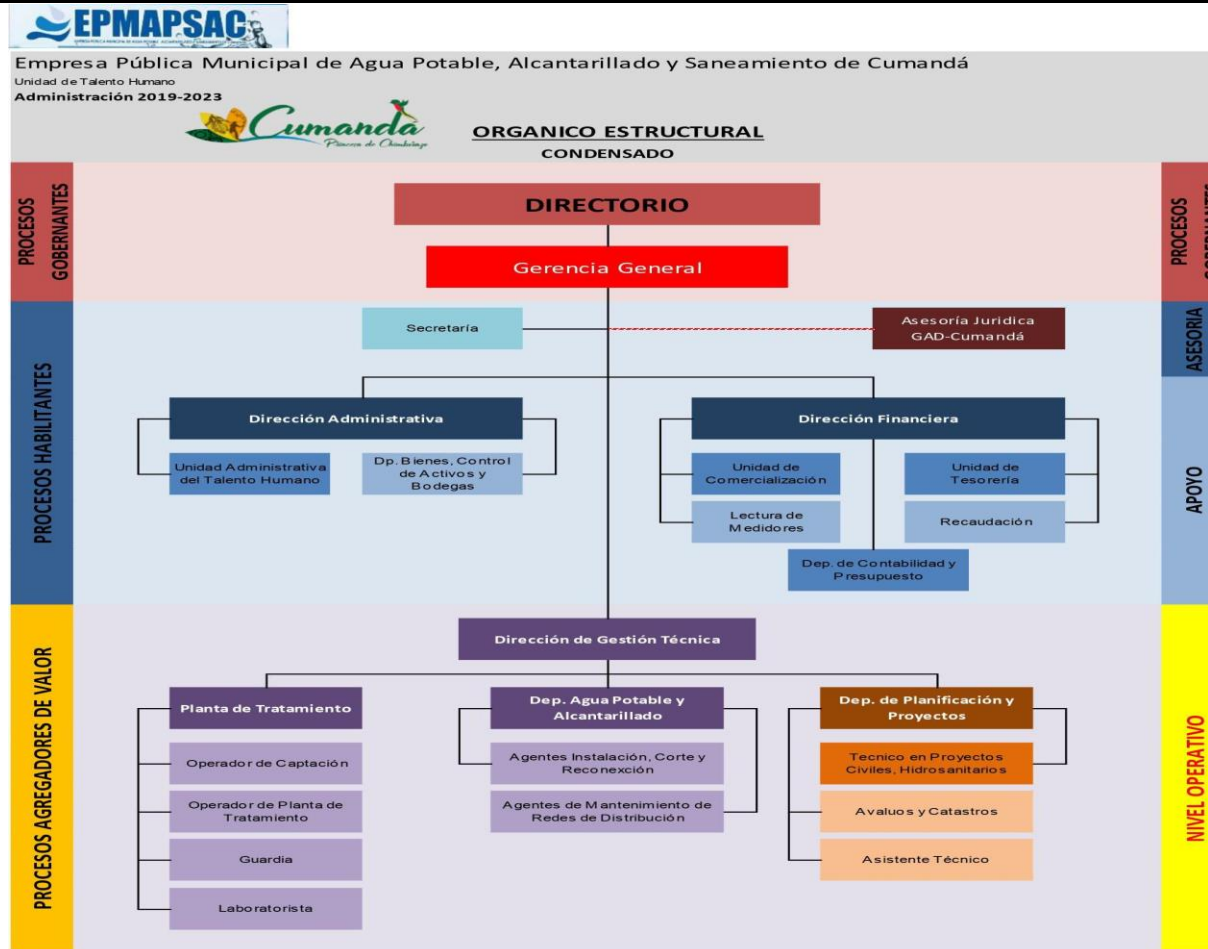 EPMAPSAC
Empresa Pública Municipal de Agua Potable, Alcantarillado y Saneamiento de Cumandá
Unidad de Talento Humano
Administración 2019-2023
Cumandá
ORGANICO ESTRUCTURAL
CONDENSADO
PROCESOS
GOBERNANTES
DIRECTORIO
Gerencia General
PROCESOS
GOBERNANTES
PROCESOS HABILITANTES
Secretaría
Asesoría Juridica
GAD-Cumandá
ASESORIA
Dirección Administrativa
Unidad Administrativa
del Talento Humano
Dp. Bienes, Control
de Activos y
Bodegas
Dirección Financiera
Unidad de
Comercialización
Lectura de
Medidores
Unidad de
Tesorería
Recaudación
Dep. de Contabilidad y
Presupuesto
APOYO
PROCESOS AGREGADORES DE VALOR
Dirección de Gestión Técnica
Planta de Tratamiento
Operador de Captación
Operador de Planta de
Tratamiento
Guardia
Laboratorista
Dep. Agua Potable y
Alcantarillado
Agentes Instalación, Corte y
Reconexción
Agentes de Mantenimiento de
Redes de Distribución
Dep. de Planificación y
Proyectos
Tecnico en Proyectos
Civiles, Hidrosanitarios
Avaluos y Catastros
Asistente Técnico
NIVEL OPERATIVO